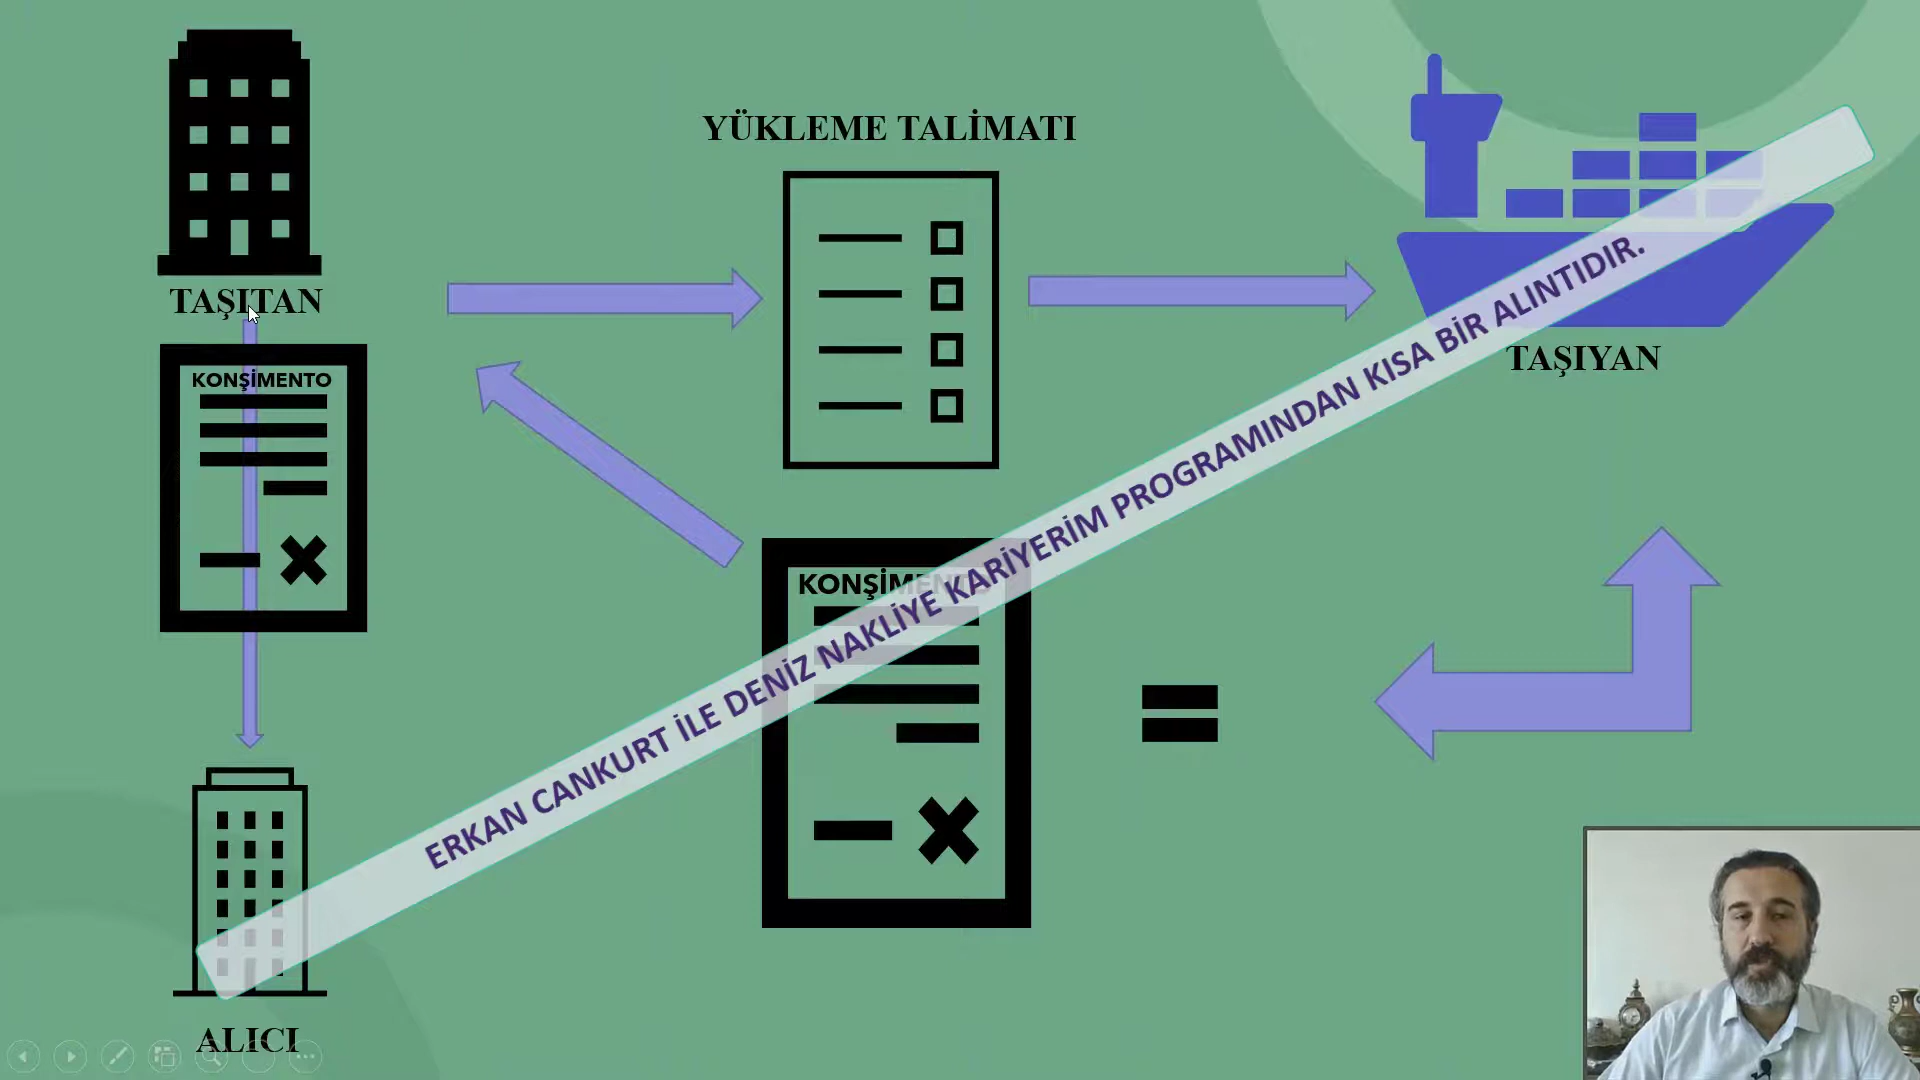 YÜKLEME TALİMATI
TAŞITAN
TAŞIYAN
KONŞİMENTO
KONŞİMENTO
ERKAN CANKURT İLE DENİZ NAKLİYE KARİYERİM PROGRAMINDAN KISA BİR ALINTIDIR.
ALICI